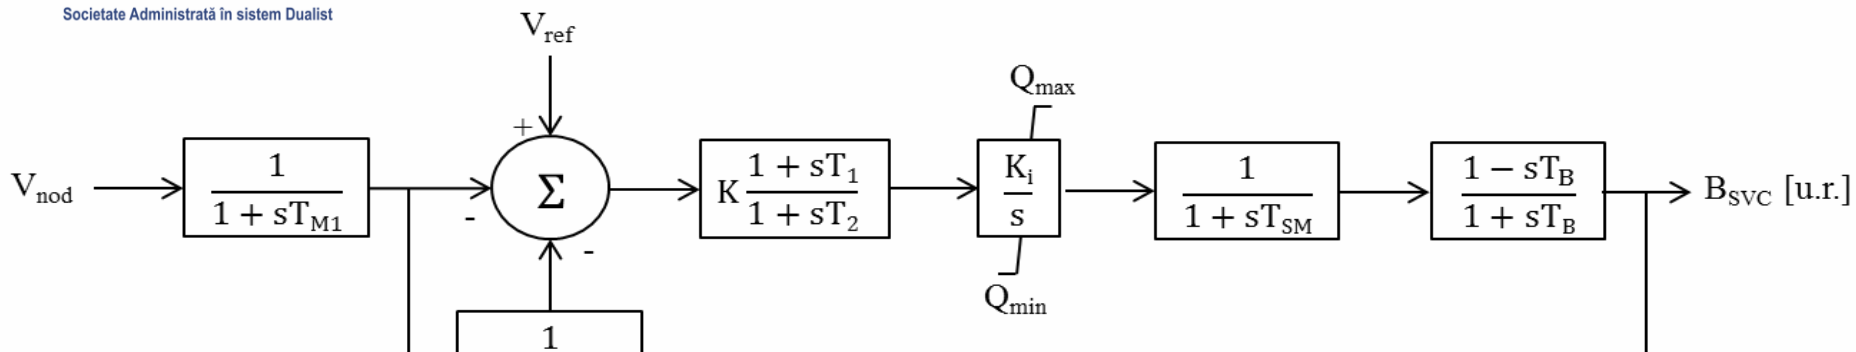 Societate Administrată în sistem Dualist
V_ref
Q_max
+
V_nod
1
1 + sT_M1
Σ
K
1 + sT_1
1 + sT_2
K_i
s
1
1 + sT_SM
1 − sT_B
1 + sT_B
B_SVC [u.r.]
-
-
Q_min
1